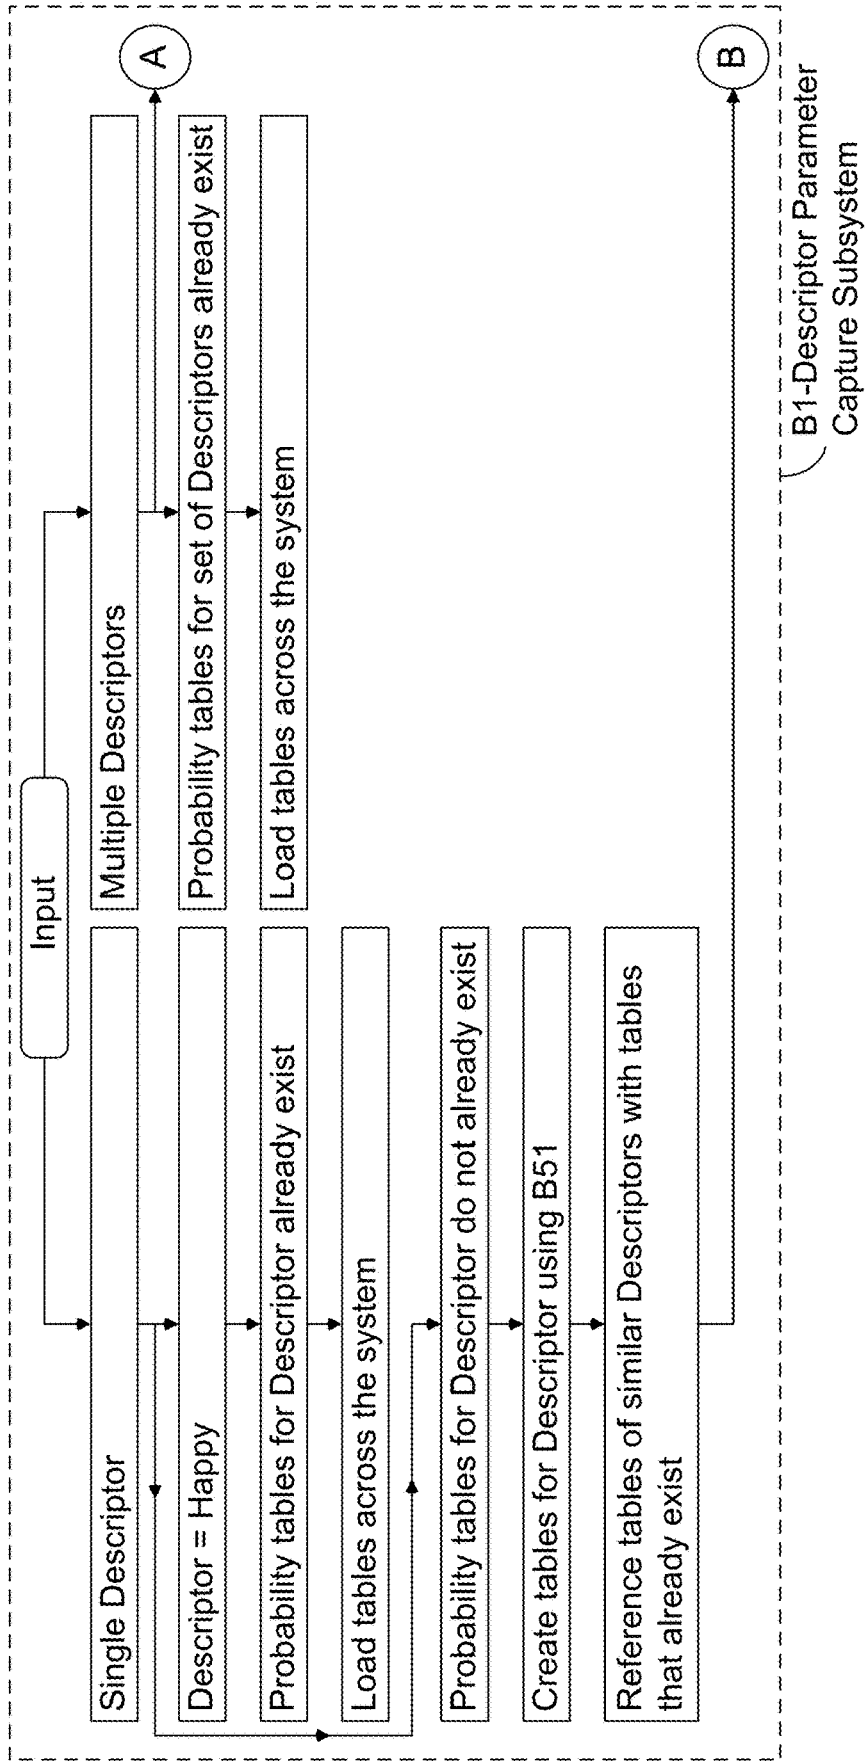 Input
Single Descriptor
Descriptor = Happy
Probability tables for Descriptor already exist
Load tables across the system
Probability tables for Descriptor do not already exist
Create tables for Descriptor using B51
Reference tables of similar Descriptors with tables
that already exist
Multiple Descriptors
Probability tables for set of Descriptors already exist
Load tables across the system
A
B
B1-Descriptor Parameter
Capture Subsystem